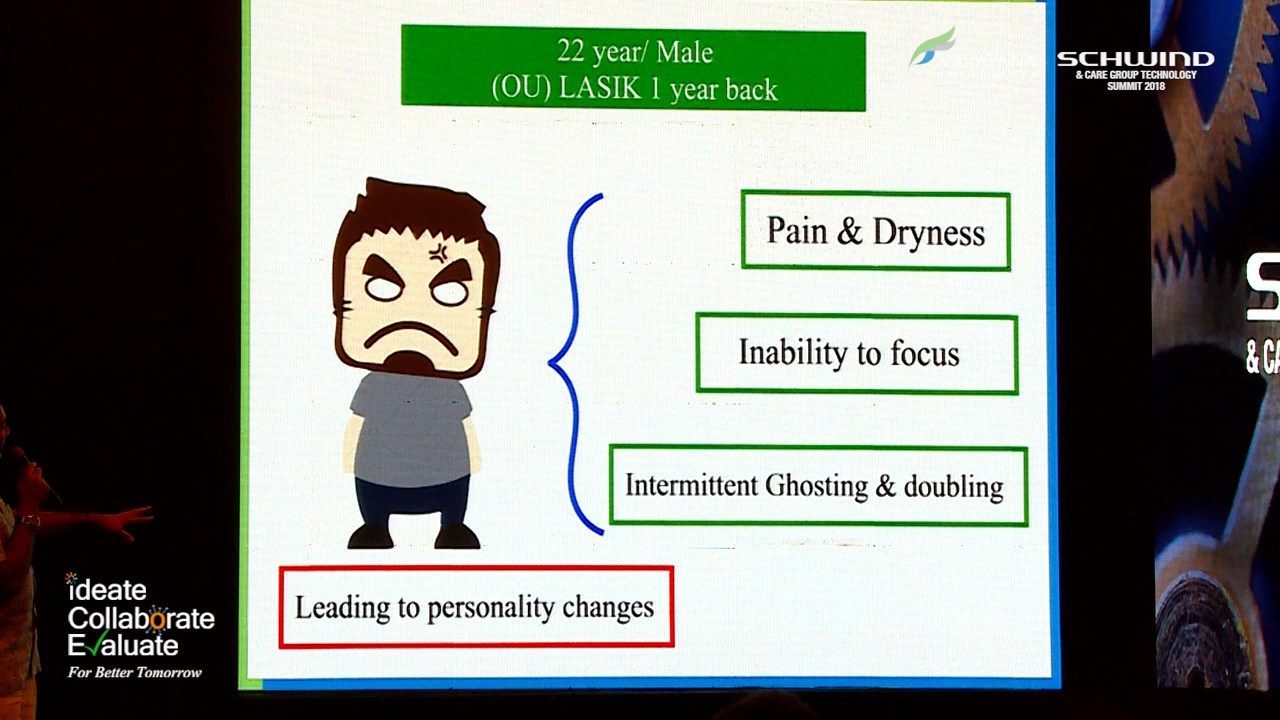 22 year/ Male
(OU) LASIK 1 year back
SCHWIND
& CARE GROUP TECHNOLOGY
SUMMIT 2018
Pain & Dryness
Inability to focus
Intermittent Ghosting & doubling
Leading to personality changes
ideate
Collaborate
Evaluate
For Better Tomorrow
S
& CA